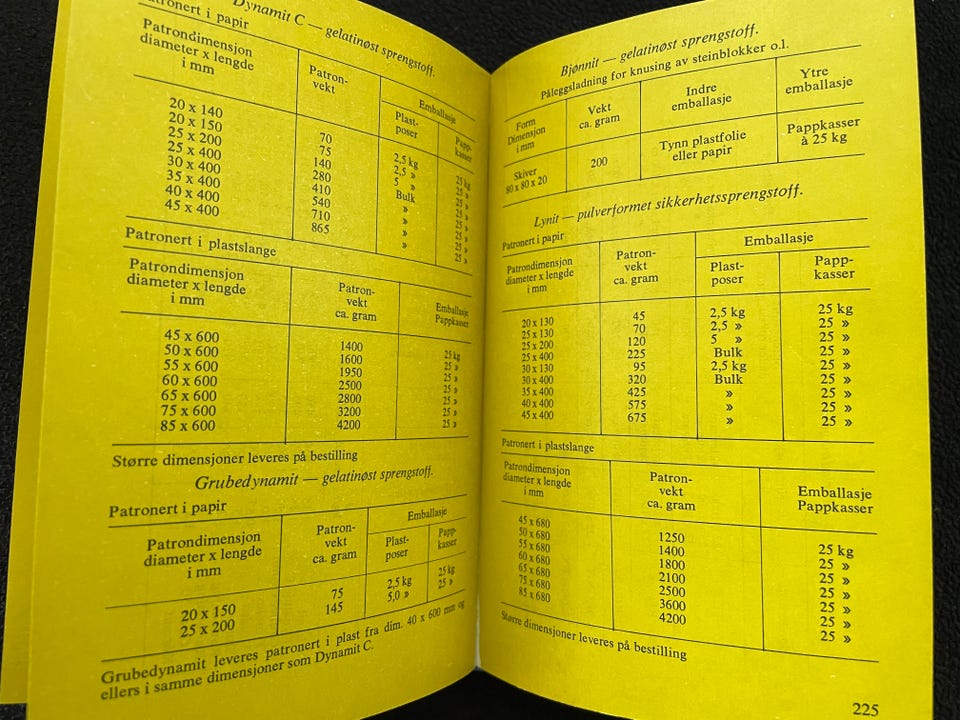 Dynamit C — gelatinøst sprengstoff.
atronert i papir
Patrondimensjon diameter x lengde i mm
Patron-vekt
Emballasje
Plast-poser
Papp-kasser
20 x 140 70 2,5 kg 25 kg
20 x 150 75 2,5 » 25 »
25 x 200 140 5 » 25 »
25 x 400 280 Bulk 25 »
30 x 400 410 » 25 »
35 x 400 540 » 25 »
40 x 400 710 » 25 »
45 x 400 865 » 25 »
Patronert i plastslange
Patrondimensjon diameter x lengde i mm
Patron-vekt ca. gram
Emballasje Pappkasser
45 x 600 1400 25 kg
50 x 600 1600 25 »
55 x 600 1950 25 »
60 x 600 2500 25 »
65 x 600 2800 25 »
75 x 600 3200 25 »
85 x 600 4200 25 »
Større dimensjoner leveres på bestilling
Grubedynamit — gelatinøst sprengstoff.
Patronert i papir
Patrondimensjon diameter x lengde i mm
Patron-vekt ca. gram
Emballasje
Plast-poser
Papp-kasser
20 x 150 75 2,5 kg 25 kg
25 x 200 145 5,0 » 25 »
Grubedynamit leveres patronert i plast fra dim. 40 x 600 mm og
ellers i samme dimensjoner som Dynamit C.
Bjønnit — gelatinøst sprengstoff.
Påleggsladning for knusing av steinblokker o.l.
Form Dimensjon i mm
Vekt ca. gram
Indre emballasje
Ytre emballasje
Skiver 80 x 80 x 20
200
Tynn plastfolie eller papir
Pappkasser à 25 kg
Lynit — pulverformet sikkerhetssprengstoff.
Patronert i papir
Patrondimensjon diameter x lengde i mm
Patron-vekt ca. gram
Emballasje
Plast-poser
Papp-kasser
20 x 130 45 2,5 kg 25 kg
25 x 130 70 2,5 » 25 »
25 x 200 120 5 » 25 »
25 x 400 225 Bulk 25 »
30 x 130 95 2,5 kg 25 »
30 x 400 320 Bulk 25 »
35 x 400 425 » 25 »
40 x 400 575 » 25 »
45 x 400 675 » 25 »
Patronert i plastslange
Patrondimensjon diameter x lengde i mm
Patron-vekt ca. gram
Emballasje Pappkasser
45 x 680 1250 25 kg
50 x 680 1400 25 »
55 x 680 1800 25 »
60 x 680 2100 25 »
65 x 680 2500 25 »
75 x 680 3600 25 »
85 x 680 4200 25 »
Større dimensjoner leveres på bestilling
225